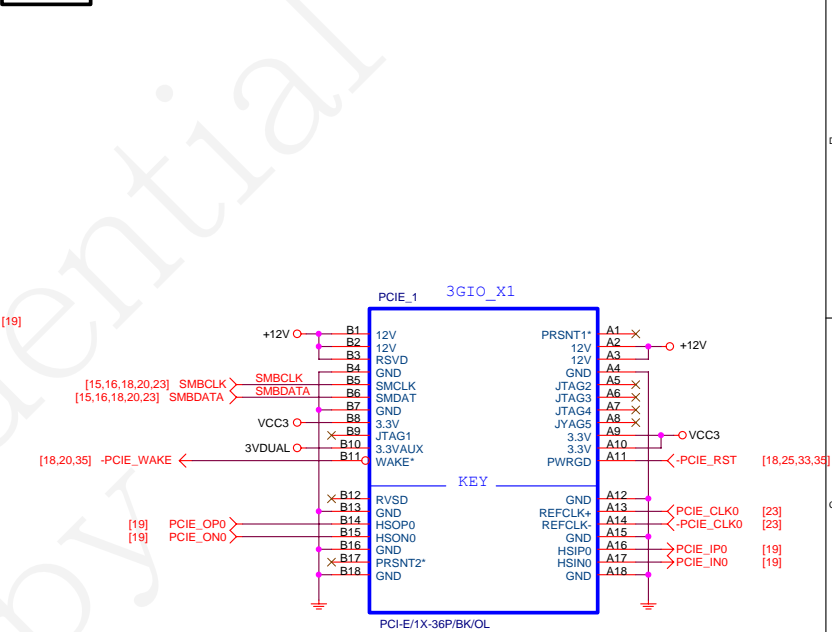 3GIO_X1
PCIE_1
D
[19]
+12V B1 12V PRSNT1* A1
B2 12V 12V A2 +12V
B3 RSVD 12V A3
B4 GND GND A4
[15,16,18,20,23] SMBCLK SMBCLK B5 SMCLK JTAG2 A5
[15,16,18,20,23] SMBDATA SMBDATA B6 SMDAT JTAG3 A6
B7 GND JTAG4 A7
VCC3 B8 3.3V JYAG5 A8
B9 JTAG1 3.3V A9 VCC3
3VDUAL B10 3.3VAUX 3.3V A10
[18,20,35] -PCIE_WAKE B11 WAKE* PWRGD A11 -PCIE_RST [18,25,33,35]
KEY
B12 RVSD GND A12
B13 GND REFCLK+ A13 PCIE_CLK0 [23]
[19] PCIE_OP0 B14 HSOP0 REFCLK- A14 -PCIE_CLK0 [23]
[19] PCIE_ON0 B15 HSON0 GND A15
B16 GND HSIP0 A16 PCIE_IP0 [19]
B17 PRSNT2* HSIN0 A17 PCIE_IN0 [19]
B18 GND GND A18
C
PCI-E/1X-36P/BK/OL
ential
by